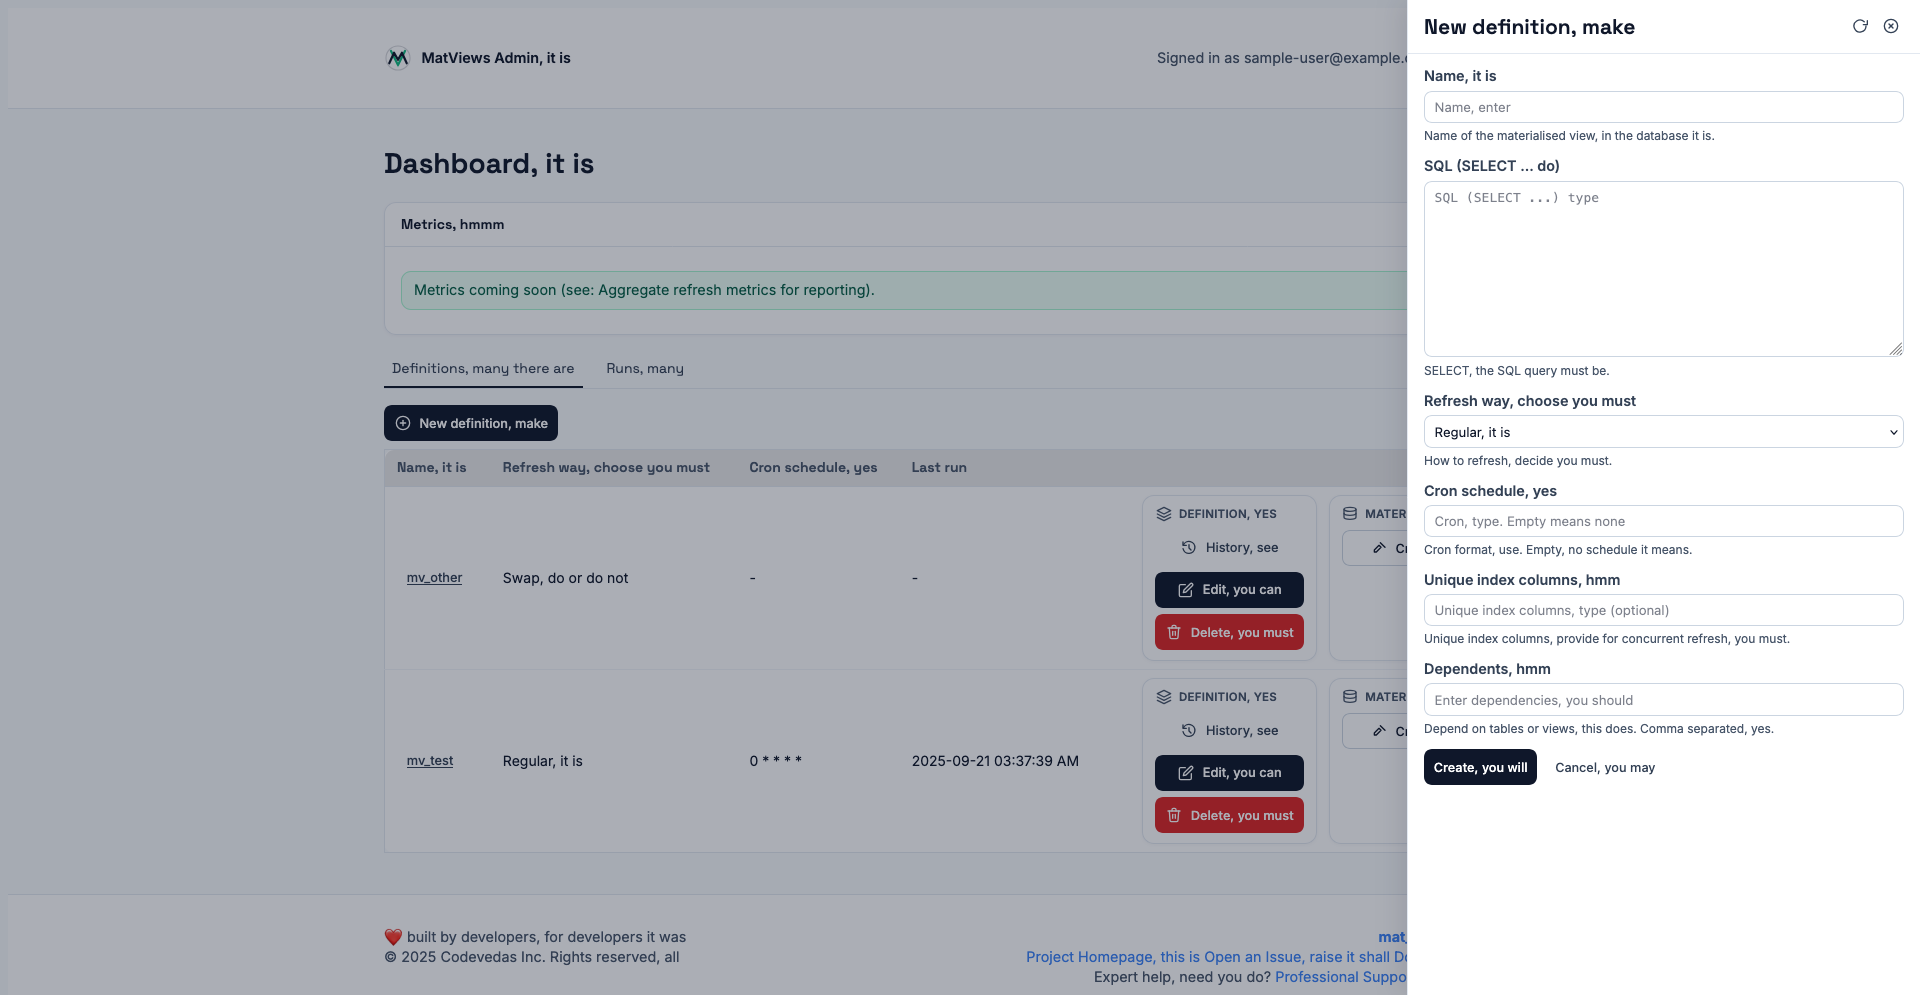 MatViews Admin, it is
Signed in as sample-user@example.
Dashboard, it is
Metrics, hmmm
Metrics coming soon (see: Aggregate refresh metrics for reporting).
Definitions, many there are
Runs, many
New definition, make
Name, it is
Refresh way, choose you must
Cron schedule, yes
Last run
mv_other
Swap, do or do not
-
-
DEFINITION, YES
History, see
Edit, you can
Delete, you must
mv_test
Regular, it is
0 * * * *
2025-09-21 03:37:39 AM
DEFINITION, YES
History, see
Edit, you can
Delete, you must
❤️ built by developers, for developers it was
© 2025 Codevedas Inc. Rights reserved, all
Project Homepage, this is Open an Issue, raise it shall
Expert help, need you do? Professional
New definition, make
Name, it is
Name, enter
Name of the materialised view, in the database it is.
SQL (SELECT ... do)
SQL (SELECT ...) type
SELECT, the SQL query must be.
Refresh way, choose you must
Regular, it is
How to refresh, decide you must.
Cron schedule, yes
Cron, type. Empty means none
Cron format, use. Empty, no schedule it means.
Unique index columns, hmm
Unique index columns, type (optional)
Unique index columns, provide for concurrent refresh, you must.
Dependents, hmm
Enter dependencies, you should
Depend on tables or views, this does. Comma separated, yes.
Create, you will
Cancel, you may